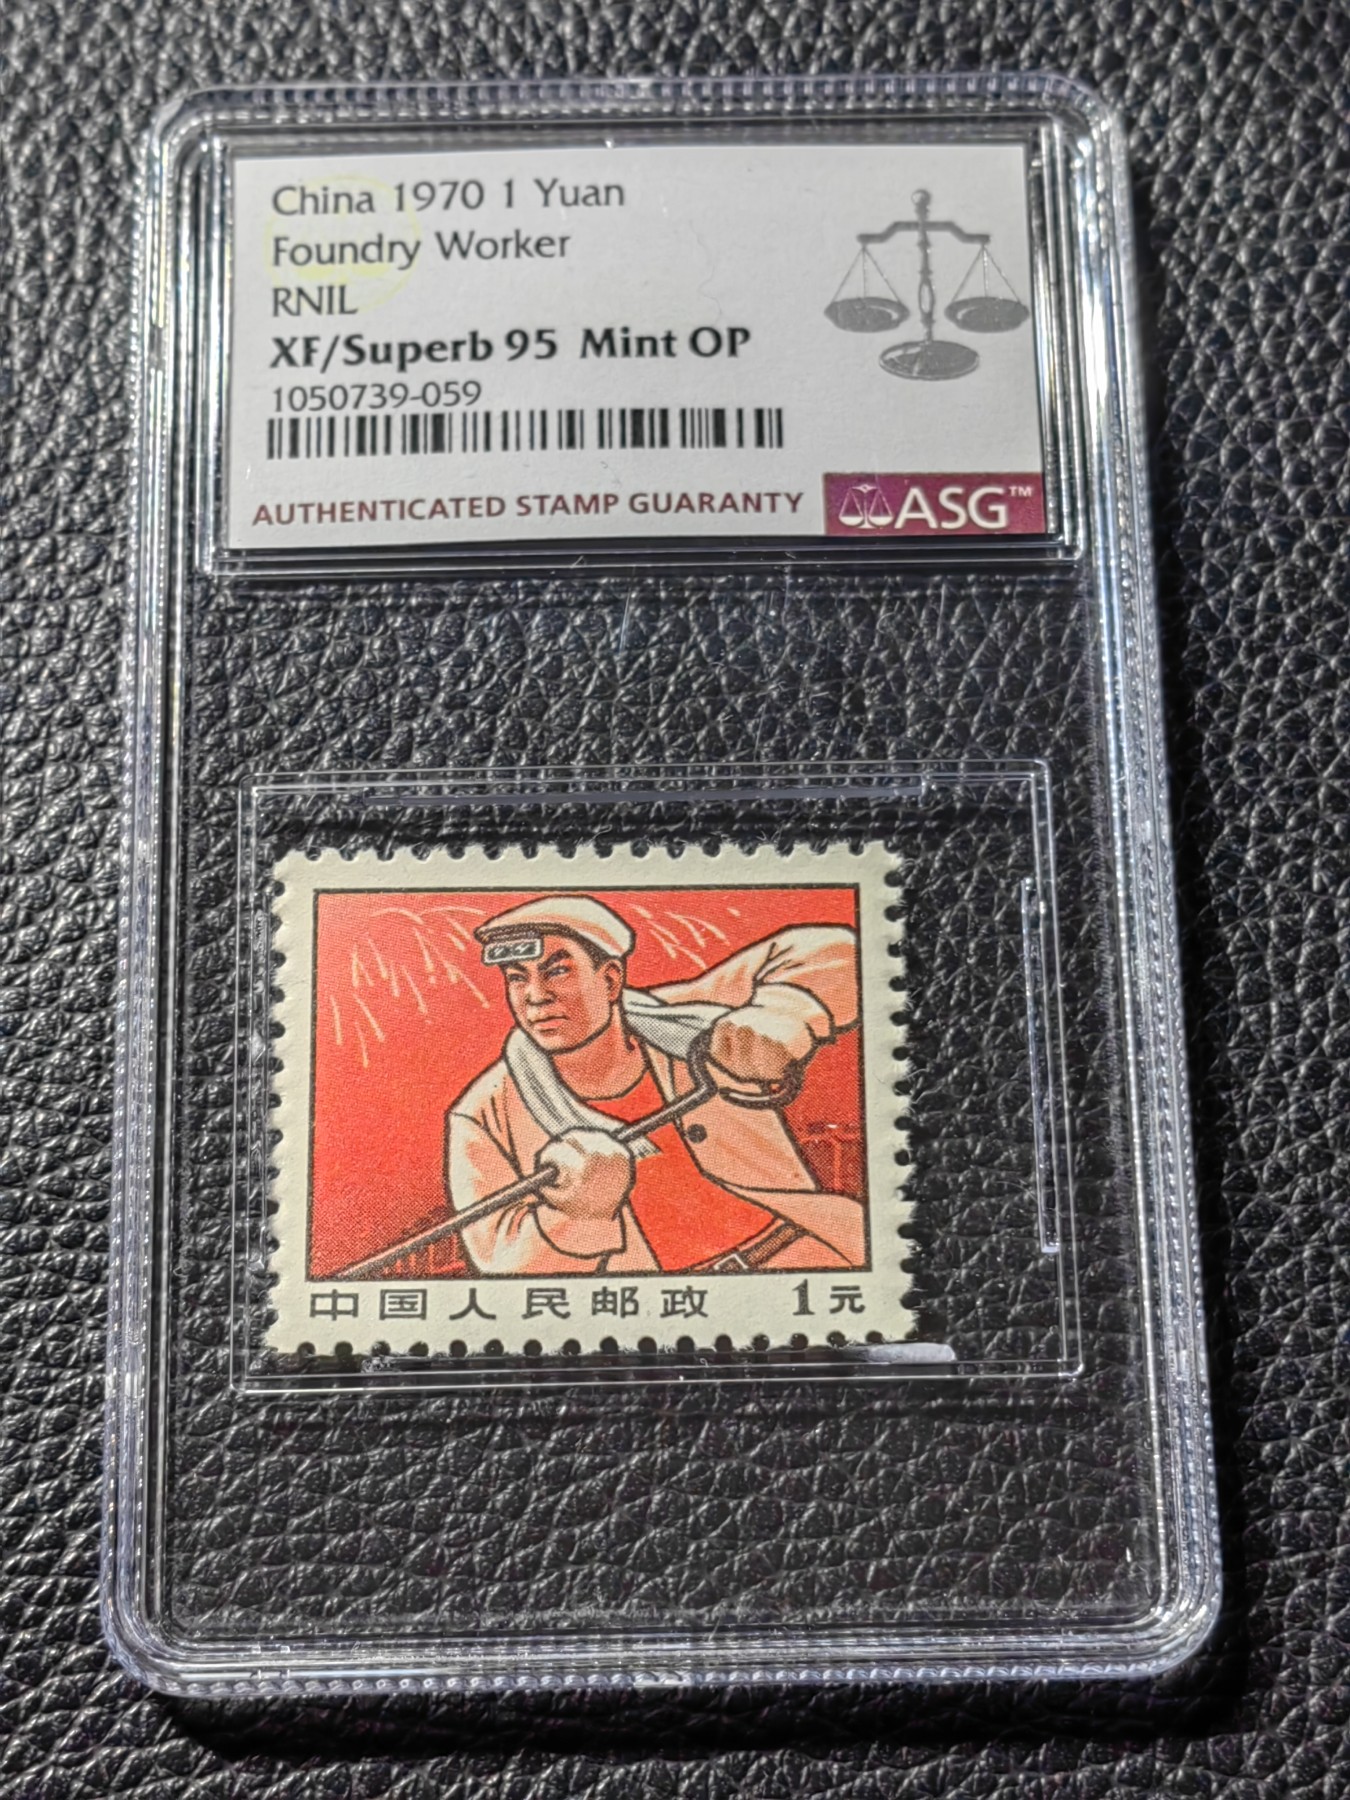 China 1970 1 Yuan
Foundry Worker
RNIL
XF/Superb 95 Mint OP
1050739-059
AUTHENTICATED STAMP GUARANTY ASG™
中国人民邮政 1元